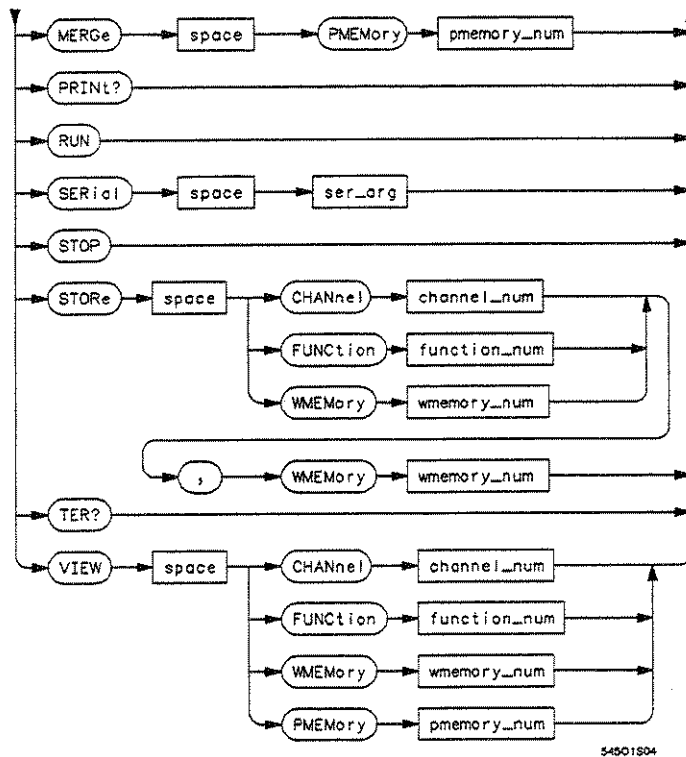 MERGe space PMEMory pmemory_num
PRINt?
RUN
SERial space ser_arg
STOP
STORe space CHANnel channel_num
FUNCtion function_num
WMEMory wmemory_num
, WMEMory wmemory_num
TER?
VIEW space CHANnel channel_num
FUNCtion function_num
WMEMory wmemory_num
PMEMory pmemory_num
54501S04